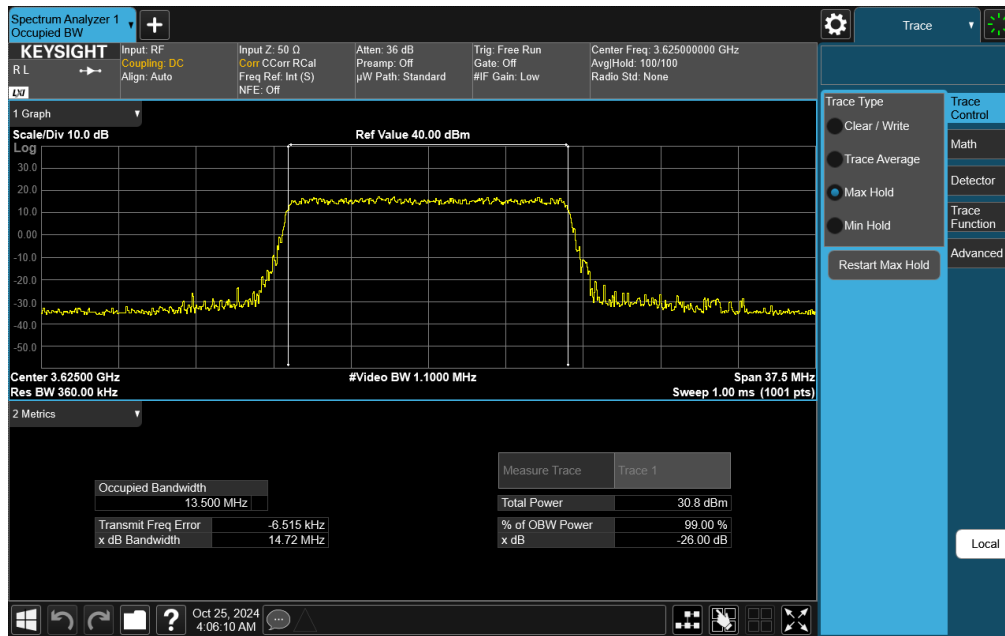 Spectrum Analyzer 1
Occupied BW
Trace
KEYSIGHT
R L
LXI
Input: RF
Coupling: DC
Align: Auto
Input Z: 50 Ω
Corr CCorr RCal
Freq Ref: Int (S)
NFE: Off
Atten: 36 dB
Preamp: Off
µW Path: Standard
Trig: Free Run
Gate: Off
#IF Gain: Low
Center Freq: 3.625000000 GHz
Avg|Hold: 100/100
Radio Std: None
1 Graph
Scale/Div 10.0 dB
Ref Value 40.00 dBm
Log
30.0
20.0
10.0
0.00
-10.0
-20.0
-30.0
-40.0
-50.0
Center 3.62500 GHz
#Video BW 1.1000 MHz
Span 37.5 MHz
Res BW 360.00 kHz
Sweep 1.00 ms (1001 pts)
2 Metrics
Measure Trace Trace 1
Occupied Bandwidth
13.500 MHz
Total Power 30.8 dBm
Transmit Freq Error -6.515 kHz
% of OBW Power 99.00 %
x dB Bandwidth 14.72 MHz
x dB -26.00 dB
Trace Type
Clear / Write
Trace Average
Max Hold
Min Hold
Restart Max Hold
Trace
Control
Math
Detector
Trace
Function
Advanced
Local
Oct 25, 2024
4:06:10 AM